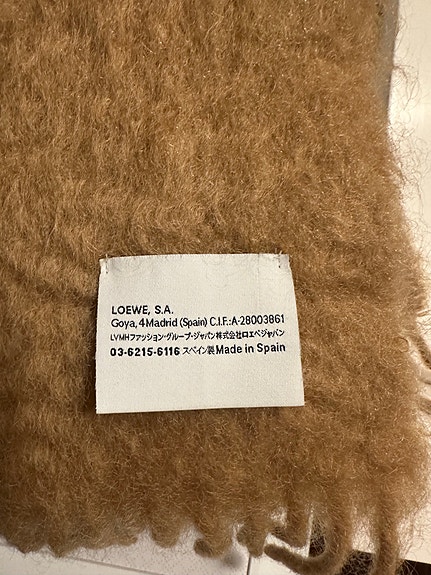 LOEWE, S.A.
Goya, 4 Madrid (Spain) C.I.F.:A-28003861
LVMHファッション・グループ・ジャパン株式会社ロエベジャパン
03-6215-6116 スペイン製 Made in Spain